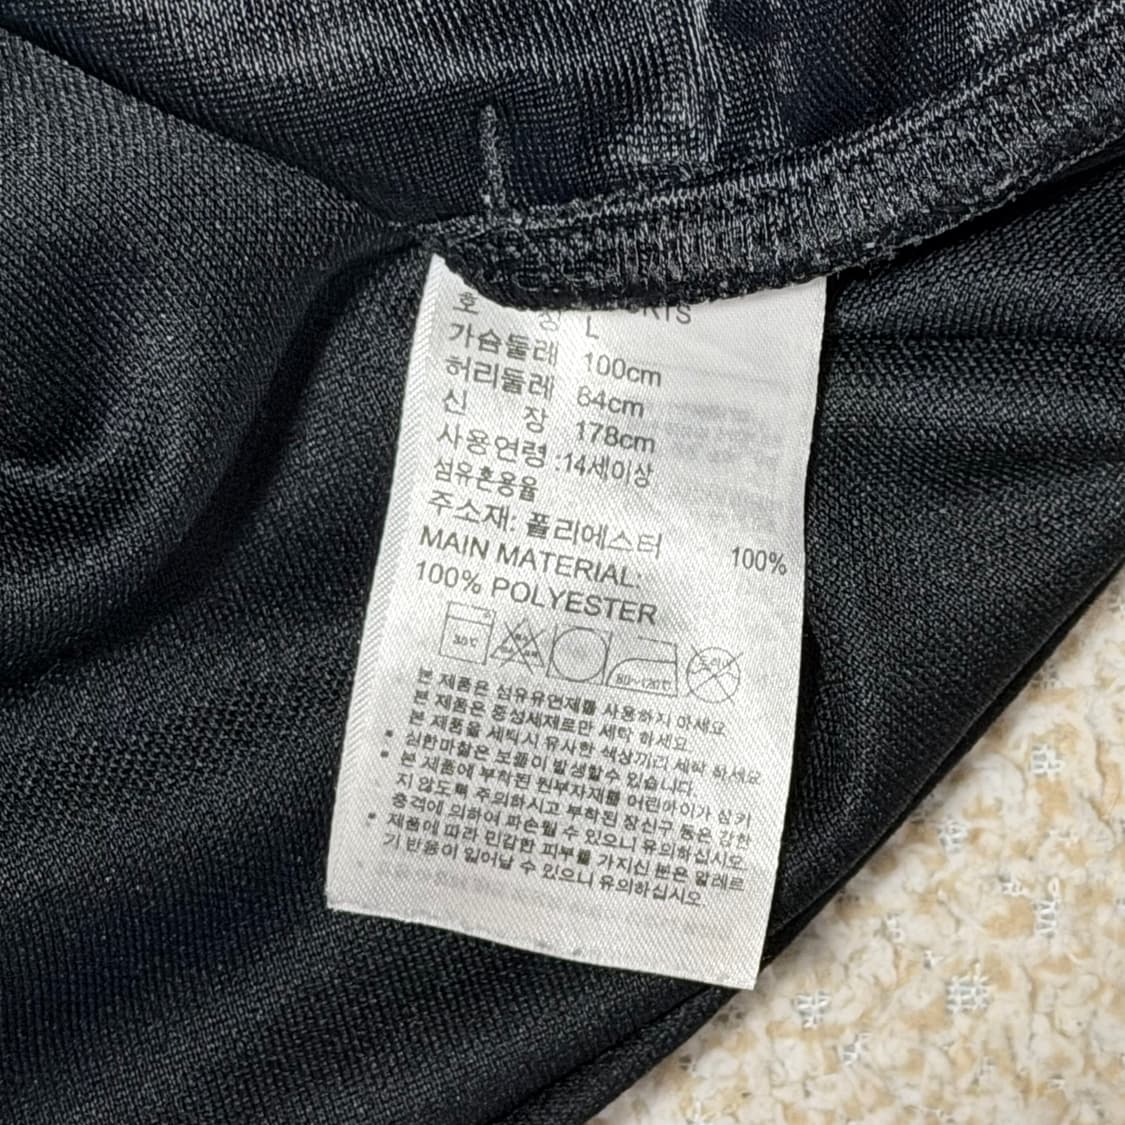 ORTS
호 칭 L
가슴둘레 100cm
허리둘레 84cm
신 장 178cm
사용연령 :14세이상
섬유혼용율
주소재: 폴리에스터 100%
MAIN MATERIAL:
100% POLYESTER
30℃ 80~120℃ 드라이
본 제품은 섬유유연제를 사용하지 마세요
본 제품은 중성세제로만 세탁 하세요.
본 제품을 세탁시 유사한 색상끼리 세탁 하세요
• 심한마찰은 보풀이 발생할수 있습니다.
• 본 제품에 부착된 원부자재를 어린아이가 삼키
지 않도록 주의하시고 부착된 장신구 등은 강한
충격에 의하여 파손될 수 있으니 유의하십시오.
• 제품에 따라 민감한 피부를 가지신 분은 알레르
기 반응이 일어날 수 있으니 유의하십시오.